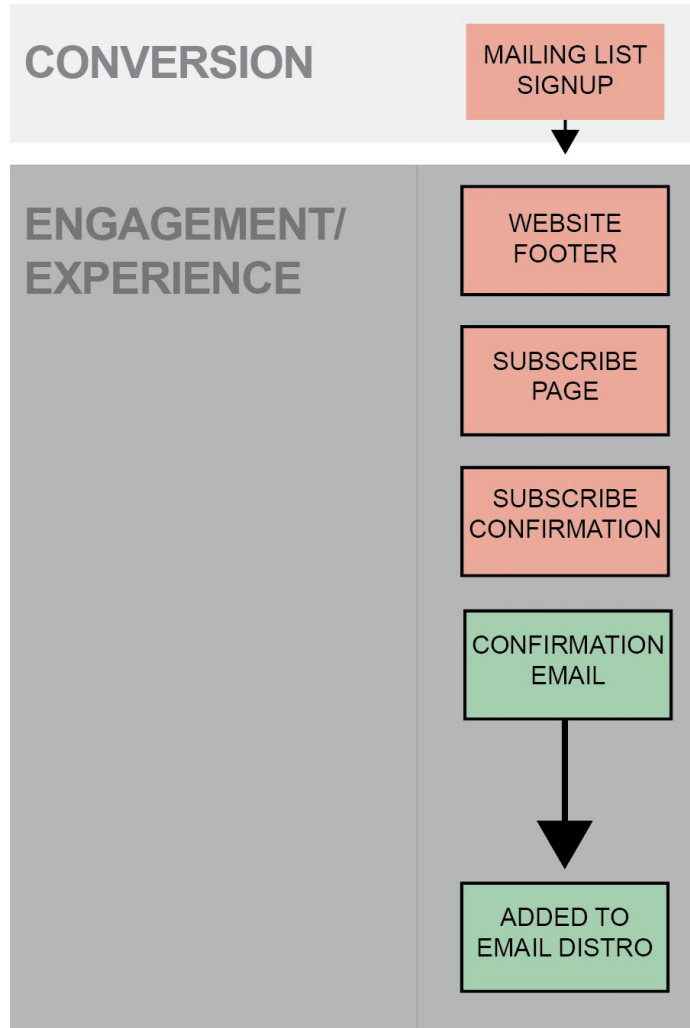 CONVERSION
MAILING LIST
SIGNUP
ENGAGEMENT/
EXPERIENCE
WEBSITE
FOOTER
SUBSCRIBE
PAGE
SUBSCRIBE
CONFIRMATION
CONFIRMATION
EMAIL
ADDED TO
EMAIL DISTRO